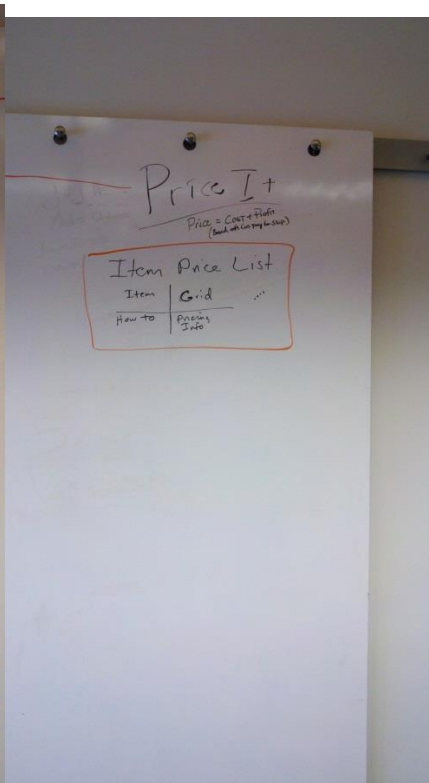 Price It
Price = Cost + Profit
Item Price List
Item Grid ....
How to Pricing
Info